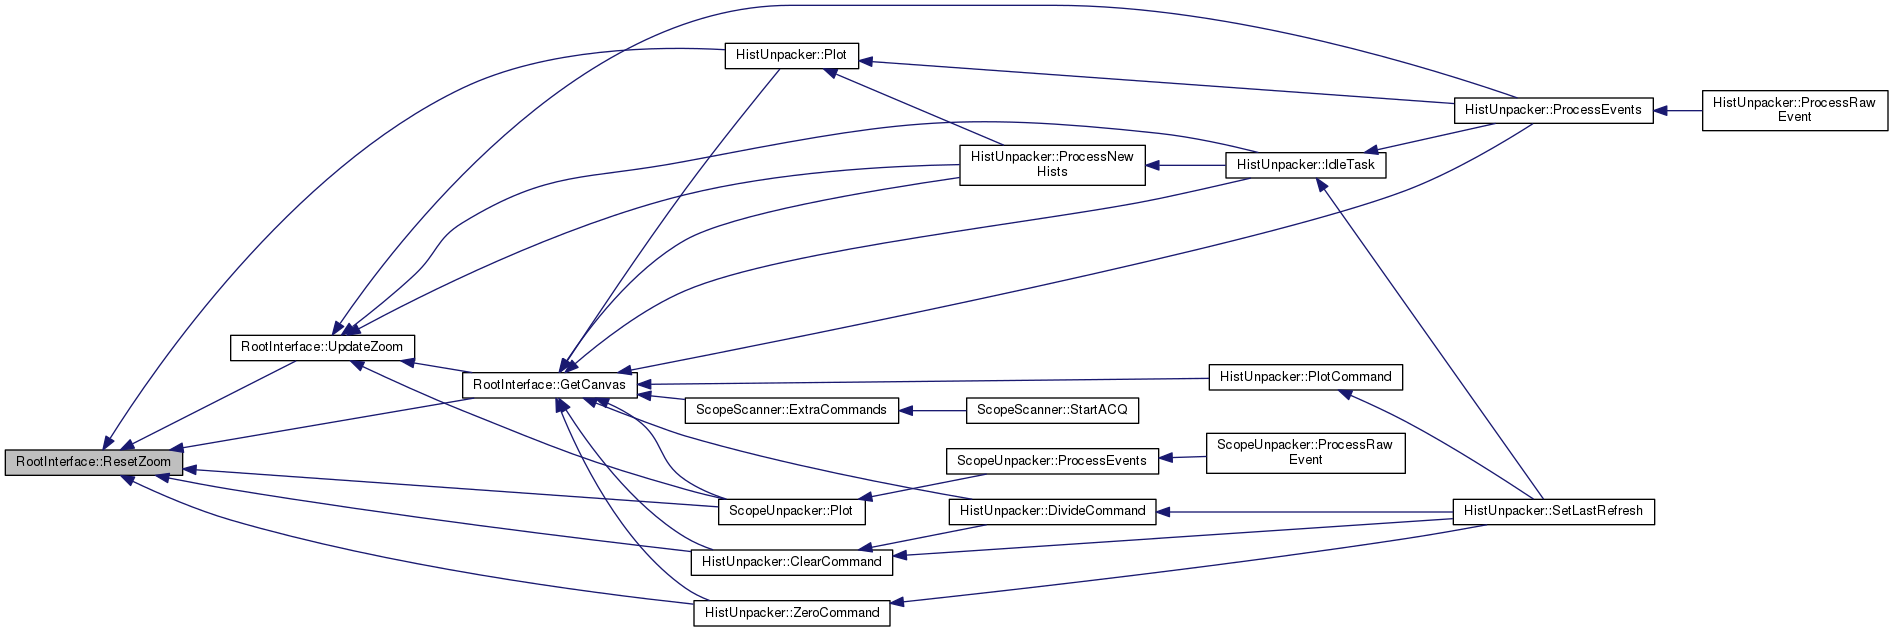 HistUnpacker::Plot
HistUnpacker::ProcessEvents
HistUnpacker::ProcessRaw
Event
HistUnpacker::ProcessNew
Hists
HistUnpacker::IdleTask
RootInterface::UpdateZoom
RootInterface::GetCanvas
HistUnpacker::PlotCommand
ScopeScanner::ExtraCommands
ScopeScanner::StartACQ
RootInterface::ResetZoom
ScopeUnpacker::ProcessEvents
ScopeUnpacker::ProcessRaw
Event
ScopeUnpacker::Plot
HistUnpacker::DivideCommand
HistUnpacker::SetLastRefresh
HistUnpacker::ClearCommand
HistUnpacker::ZeroCommand